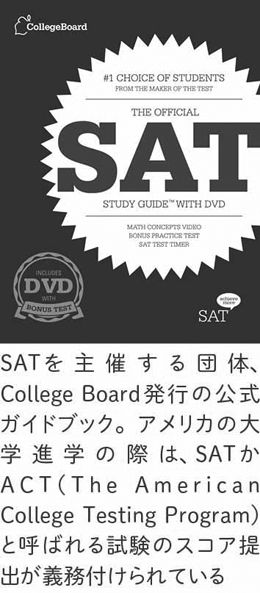 CollegeBoard
#1 CHOICE OF STUDENTS
FROM THE MAKER OF THE TEST
THE OFFICIAL
SAT
STUDY GUIDE™ WITH DVD
MATH CONCEPTS VIDEO
BONUS PRACTICE TEST
SAT TEST TIMER
INCLUDES
DVD
WITH
BONUS TEST
achieve
more
SAT
SATを主催する団体、
College Board発行の公式
ガイドブック。アメリカの大
学進学の際は、SATか
ACT(The American
College Testing Program)
と呼ばれる試験のスコア提
出が義務付けられている